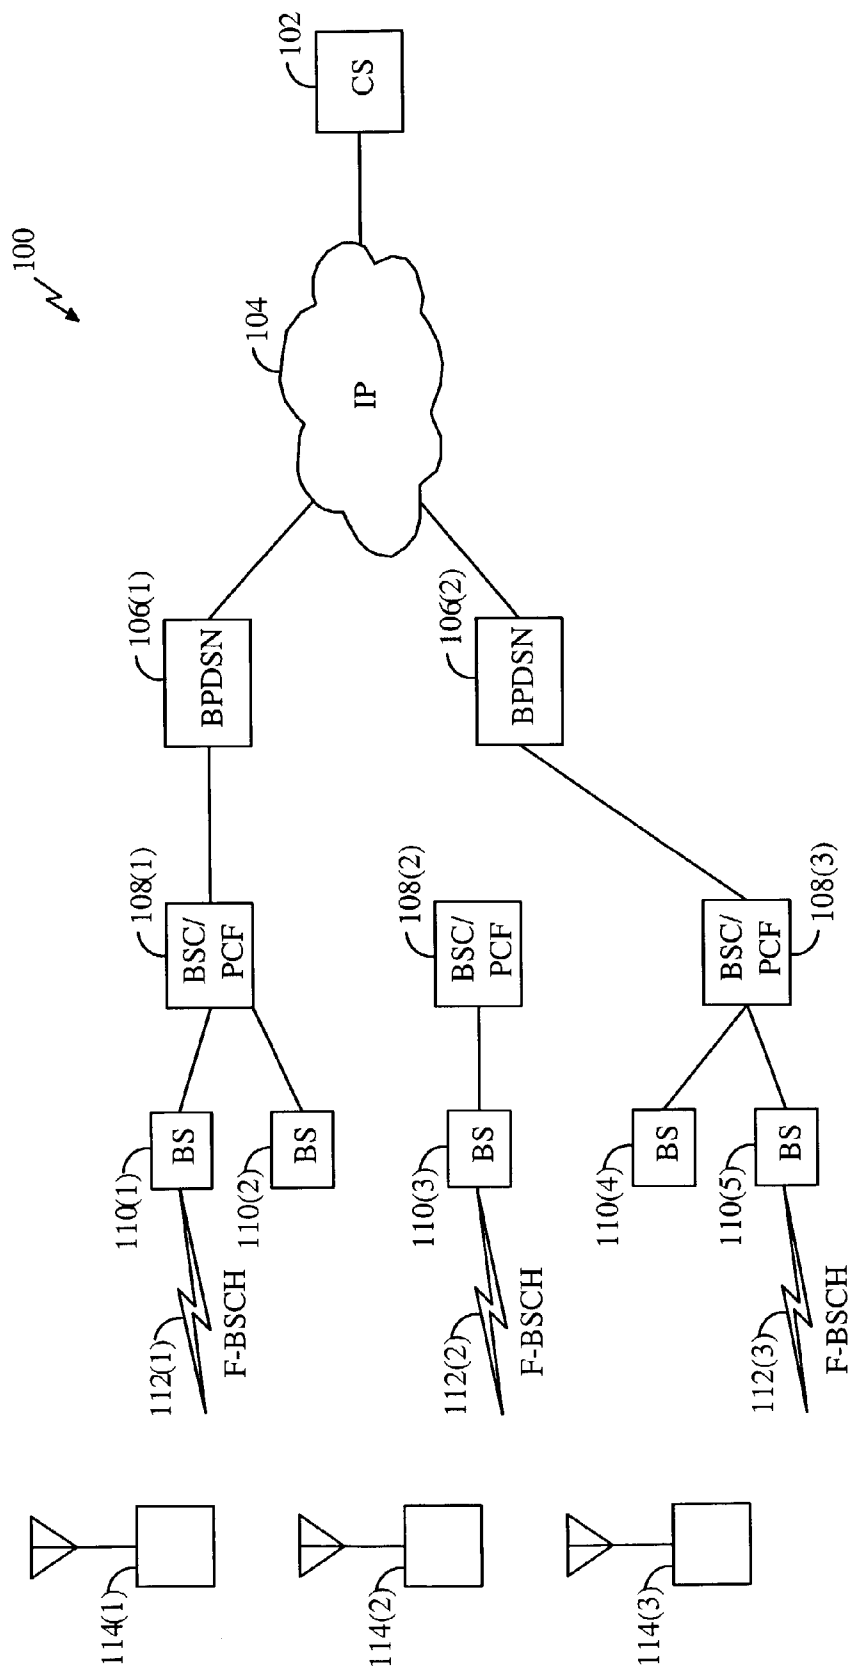 100
102
CS
104
IP
106(1)
BPDSN
106(2)
BPDSN
108(1)
BSC/
PCF
108(2)
BSC/
PCF
108(3)
BSC/
PCF
110(1)
BS
110(2)
BS
110(3)
BS
110(4)
BS
110(5)
BS
112(1)
F-BSCH
112(2)
F-BSCH
112(3)
F-BSCH
114(1)
114(2)
114(3)